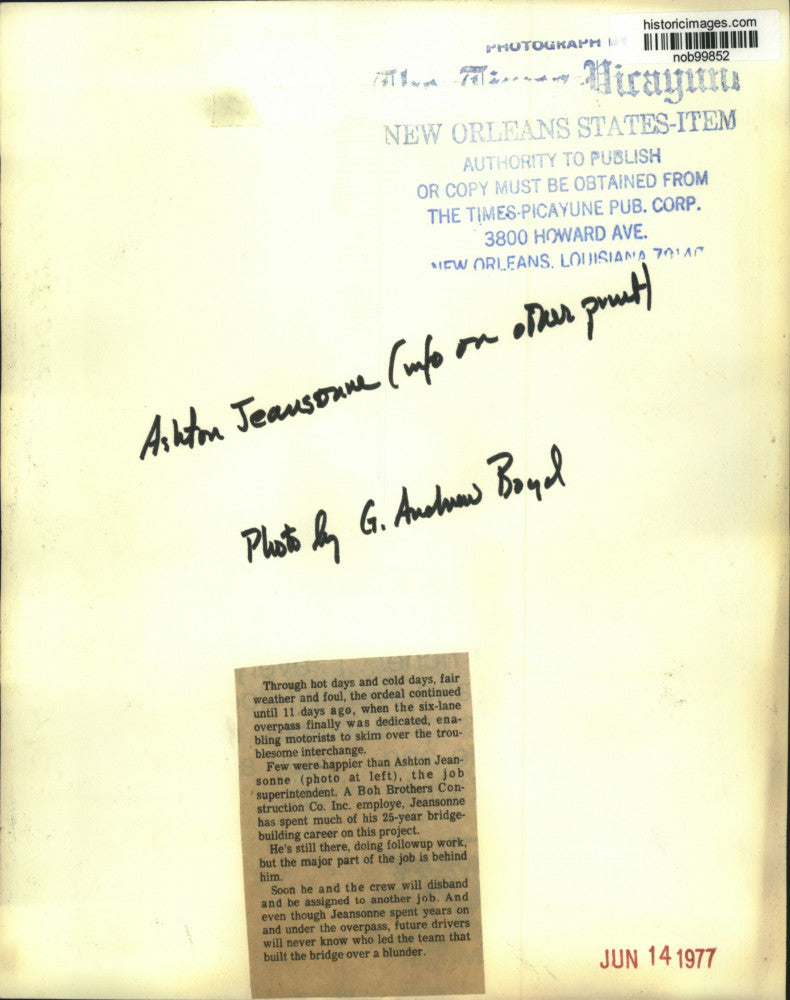 historicimages.com
nob99852
PHOTOGRAPH BY
The Times-Picayune
NEW ORLEANS STATES-ITEM
AUTHORITY TO PUBLISH
OR COPY MUST BE OBTAINED FROM
THE TIMES-PICAYUNE PUB. CORP.
3800 HOWARD AVE.
NEW ORLEANS, LOUISIANA
Ashton Jeansonne (info on other print)
Photo by G. Andrew Boyd
Through hot days and cold days, fair
weather and foul, the ordeal continued
until 11 days ago, when the six-lane
overpass finally was dedicated, ena-
bling motorists to skim over the trou-
blesome interchange.
Few were happier than Ashton Jean-
sonne (photo at left), the job
superintendent. A Boh Brothers Con-
struction Co. Inc. employe, Jeansonne
has spent much of his 25-year bridge-
building career on this project.
He's still there, doing followup work,
but the major part of the job is behind
him.
Soon he and the crew will disband
and be assigned to another job. And
even though Jeansonne spent years on
and under the overpass, future drivers
will never know who led the team that
built the bridge over a blunder.
JUN 14 1977